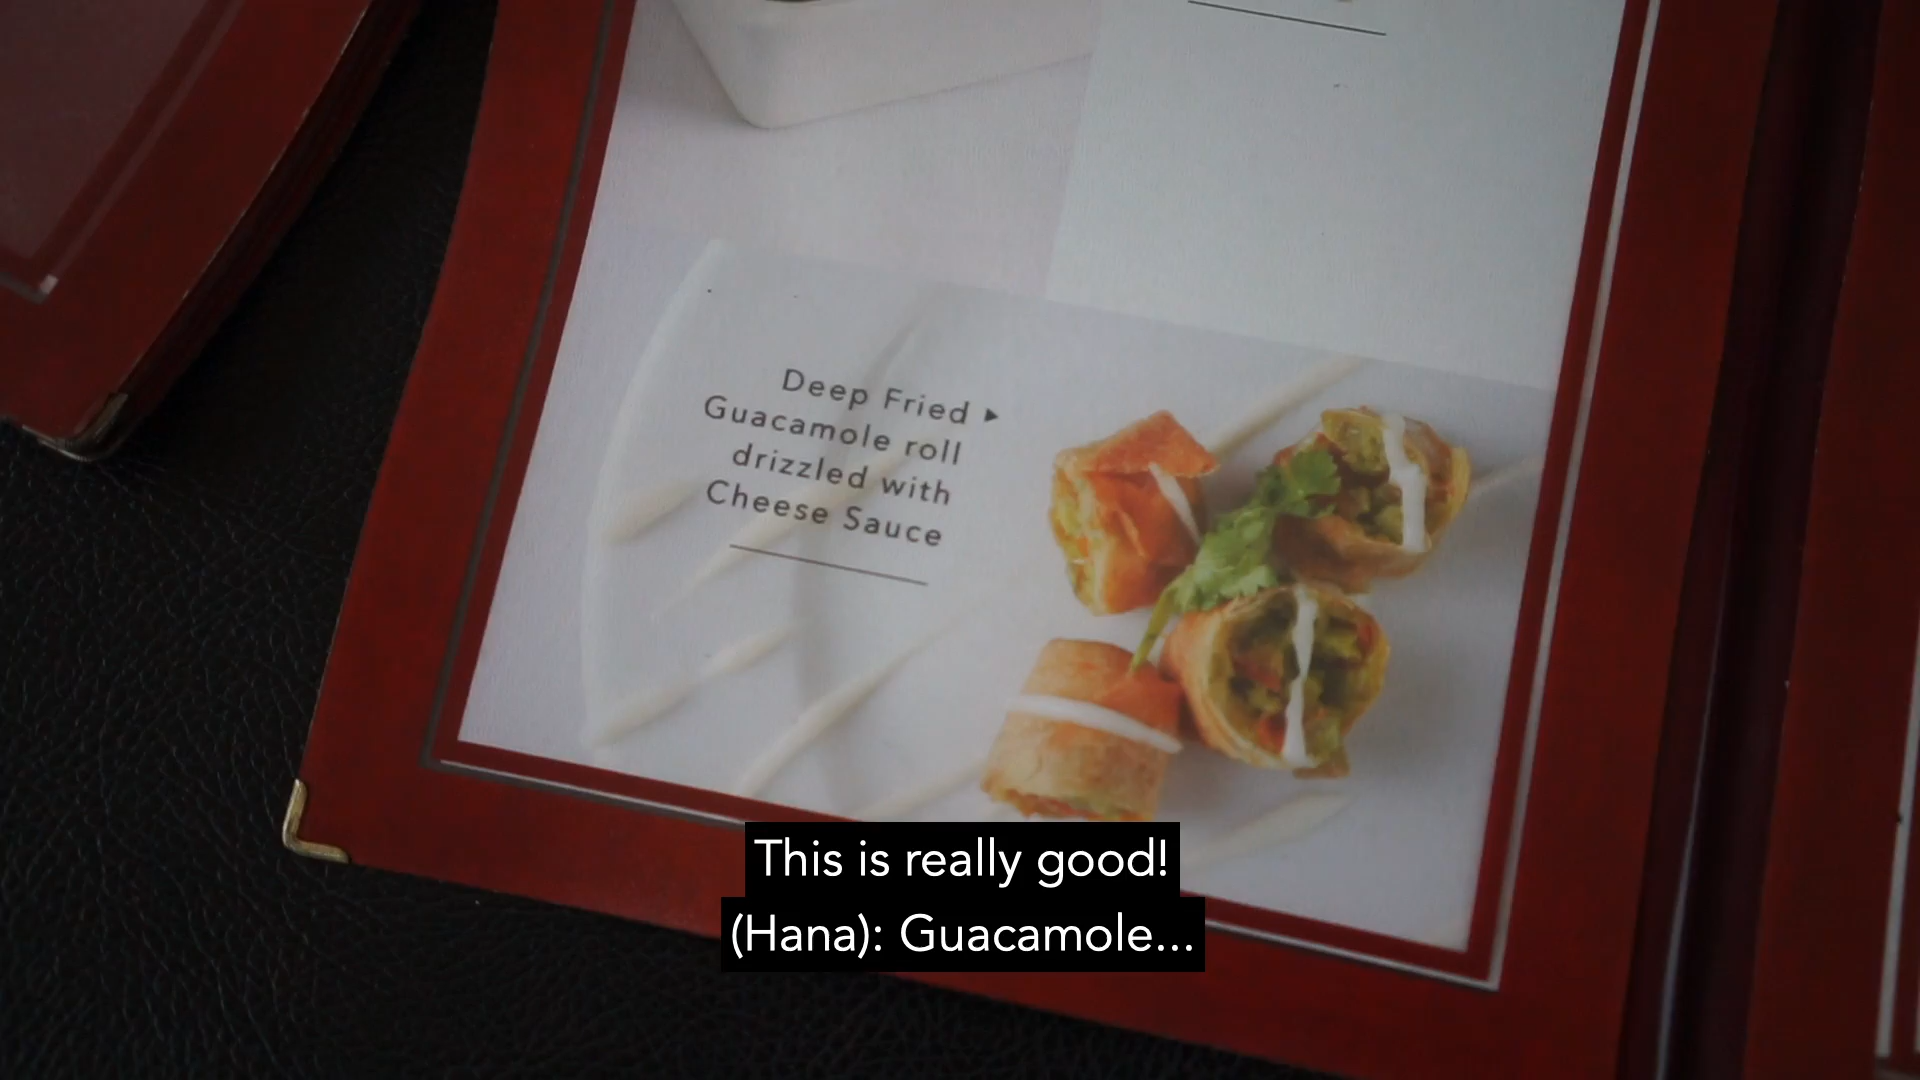 Deep Fried ▸
Guacamole roll
drizzled with
Cheese Sauce
This is really good!
(Hana): Guacamole...